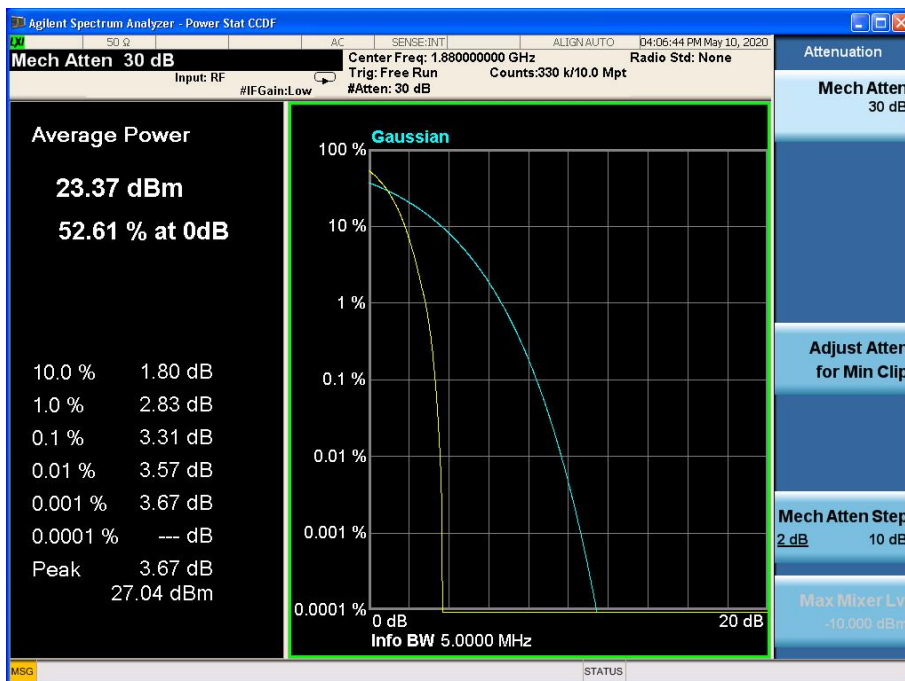 Agilent Spectrum Analyzer - Power Stat CCDF
LXI 50 Ω AC SENSE:INT ALIGN AUTO 04:06:44 PM May 10, 2020
Mech Atten 30 dB
Center Freq: 1.880000000 GHz Radio Std: None
Input: RF Trig: Free Run Counts:330 k/10.0 Mpt
#IFGain:Low #Atten: 30 dB
Average Power
23.37 dBm
52.61 % at 0dB
10.0 % 1.80 dB
1.0 % 2.83 dB
0.1 % 3.31 dB
0.01 % 3.57 dB
0.001 % 3.67 dB
0.0001 % --- dB
Peak 3.67 dB
27.04 dBm
Gaussian
100 %
10 %
1 %
0.1 %
0.01 %
0.001 %
0.0001 %
0 dB 20 dB
Info BW 5.0000 MHz
Attenuation
Mech Atten
30 dB
Adjust Atten
for Min Clip
Mech Atten Step
2 dB 10 dB
Max Mixer Lvl
-10.000 dBm
MSG STATUS